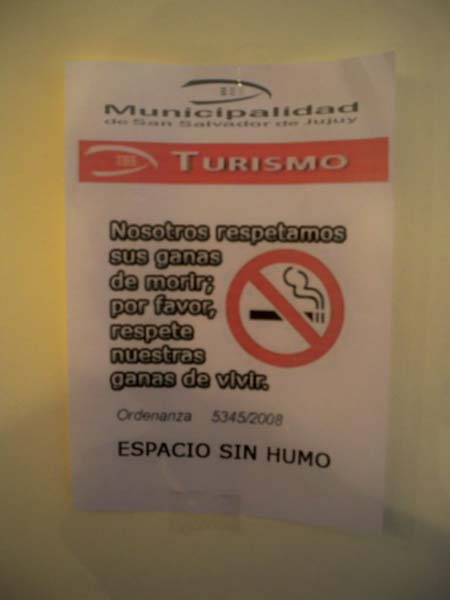 Municipalidad
de San Salvador de Jujuy
TURISMO
Nosotros respetamos
sus ganas
de morir;
por favor,
respete
nuestras
ganas de vivir.
Ordenanza 5345/2008
ESPACIO SIN HUMO